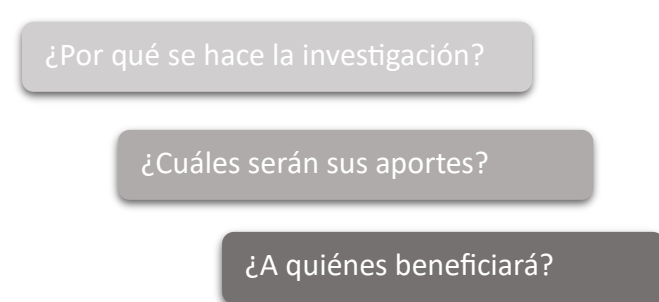 ¿Por qué se hace la investigación?
¿Cuáles serán sus aportes?
¿A quiénes beneficiará?